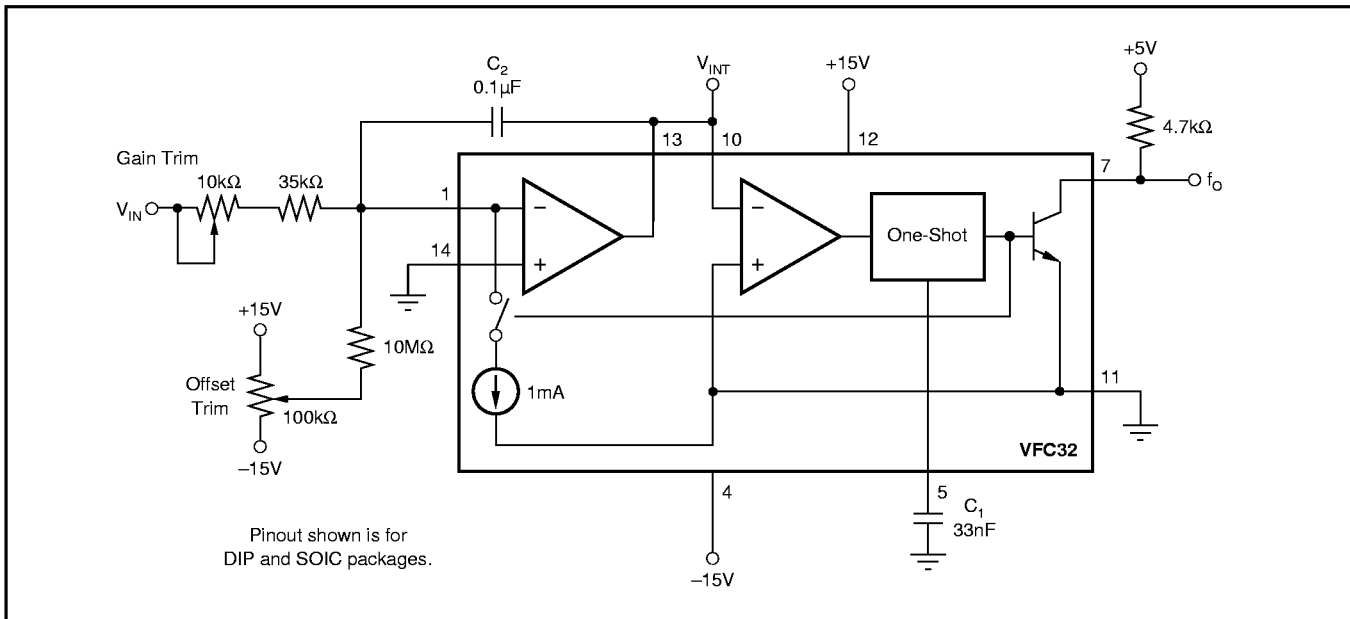 C2
0.1µF
VINT
+15V
+5V
4.7kΩ
13
10
12
Gain Trim
10kΩ
35kΩ
VIN
1
7
fO
14
One-Shot
+15V
10MΩ
Offset
Trim
100kΩ
–15V
1mA
11
VFC32
4
5
C1
33nF
–15V
Pinout shown is for
DIP and SOIC packages.